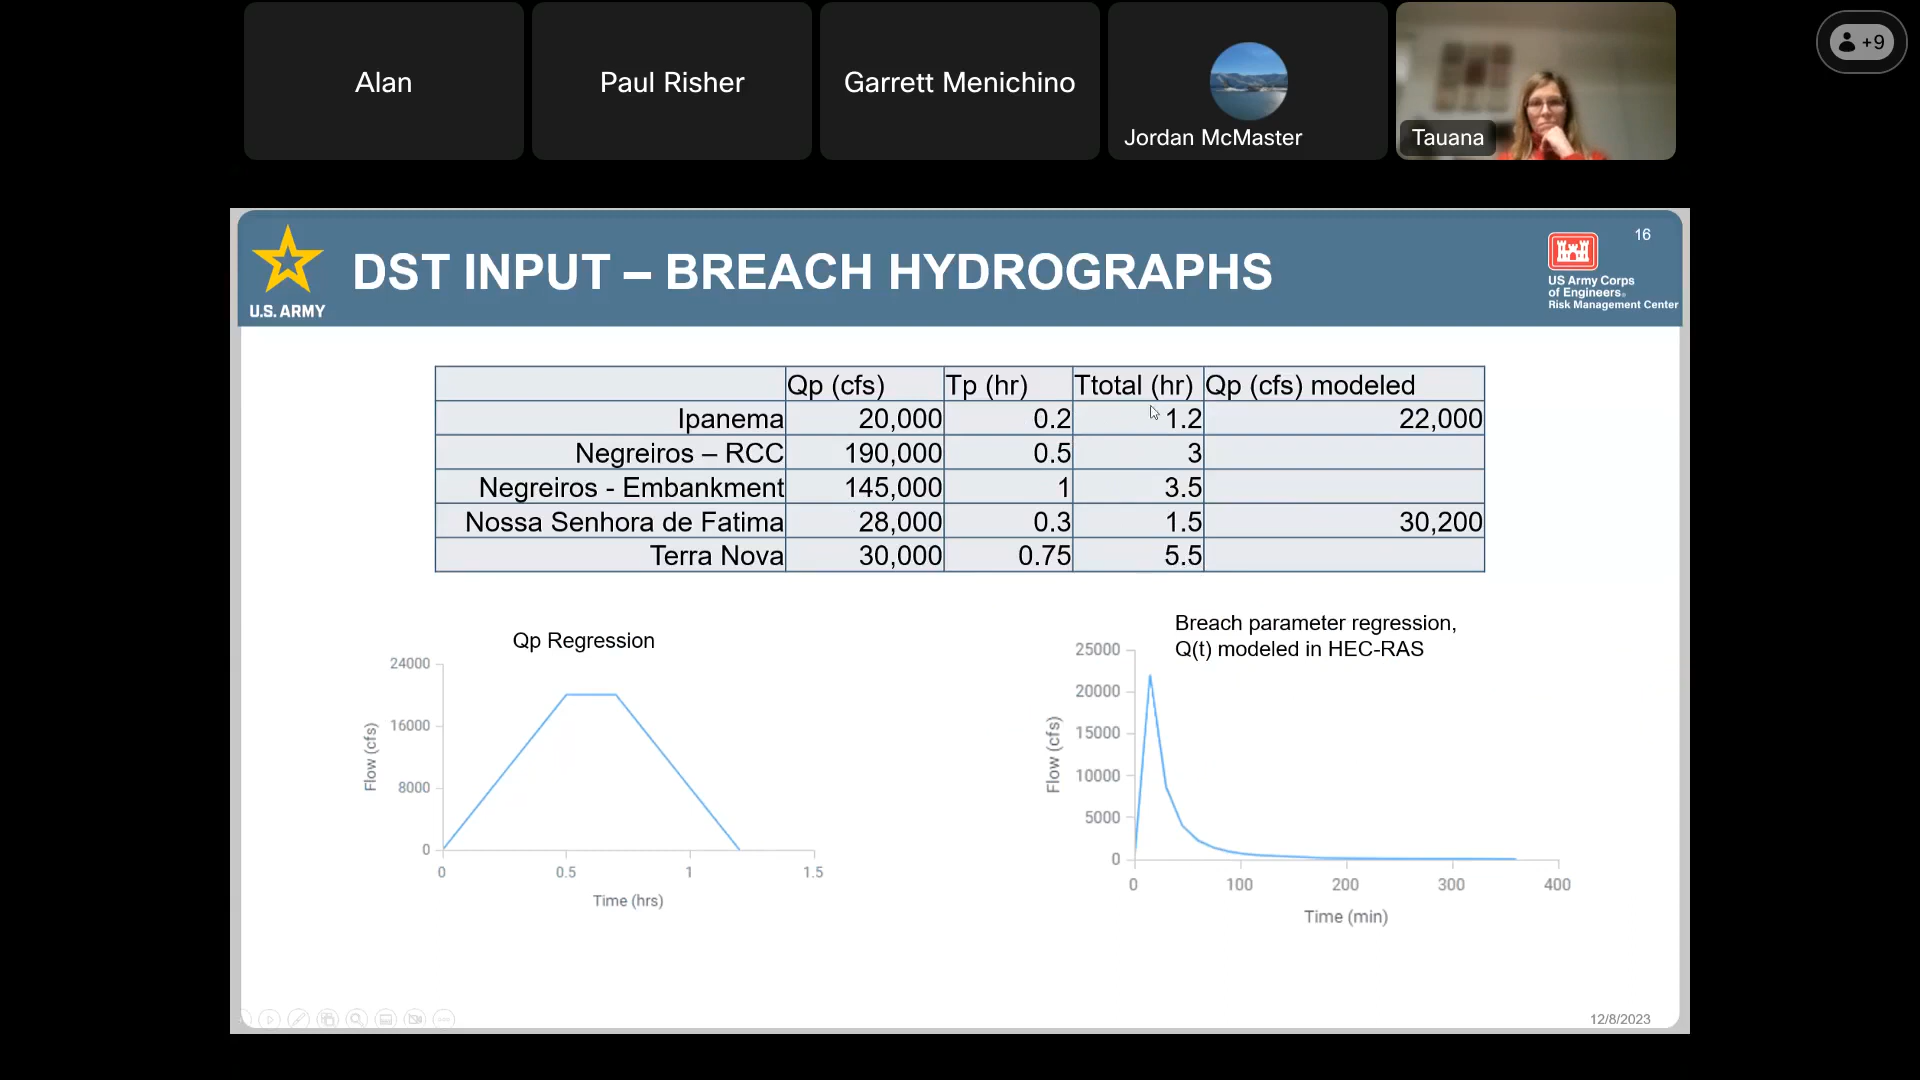 Alan
Paul Risher
Garrett Menichino
Jordan McMaster
Tauana
+9
16
DST INPUT – BREACH HYDROGRAPHS
U.S. ARMY
US Army Corps
of Engineers®
Risk Management Center
Qp (cfs) Tp (hr) Ttotal (hr) Qp (cfs) modeled
Ipanema 20,000 0.2 1.2 22,000
Negreiros – RCC 190,000 0.5 3
Negreiros - Embankment 145,000 1 3.5
Nossa Senhora de Fatima 28,000 0.3 1.5 30,200
Terra Nova 30,000 0.75 5.5
Qp Regression
24000
16000
8000
0
Flow (cfs)
0 0.5 1 1.5
Time (hrs)
Breach parameter regression,
Q(t) modeled in HEC-RAS
25000
20000
15000
10000
5000
0
Flow (cfs)
0 100 200 300 400
Time (min)
12/8/2023